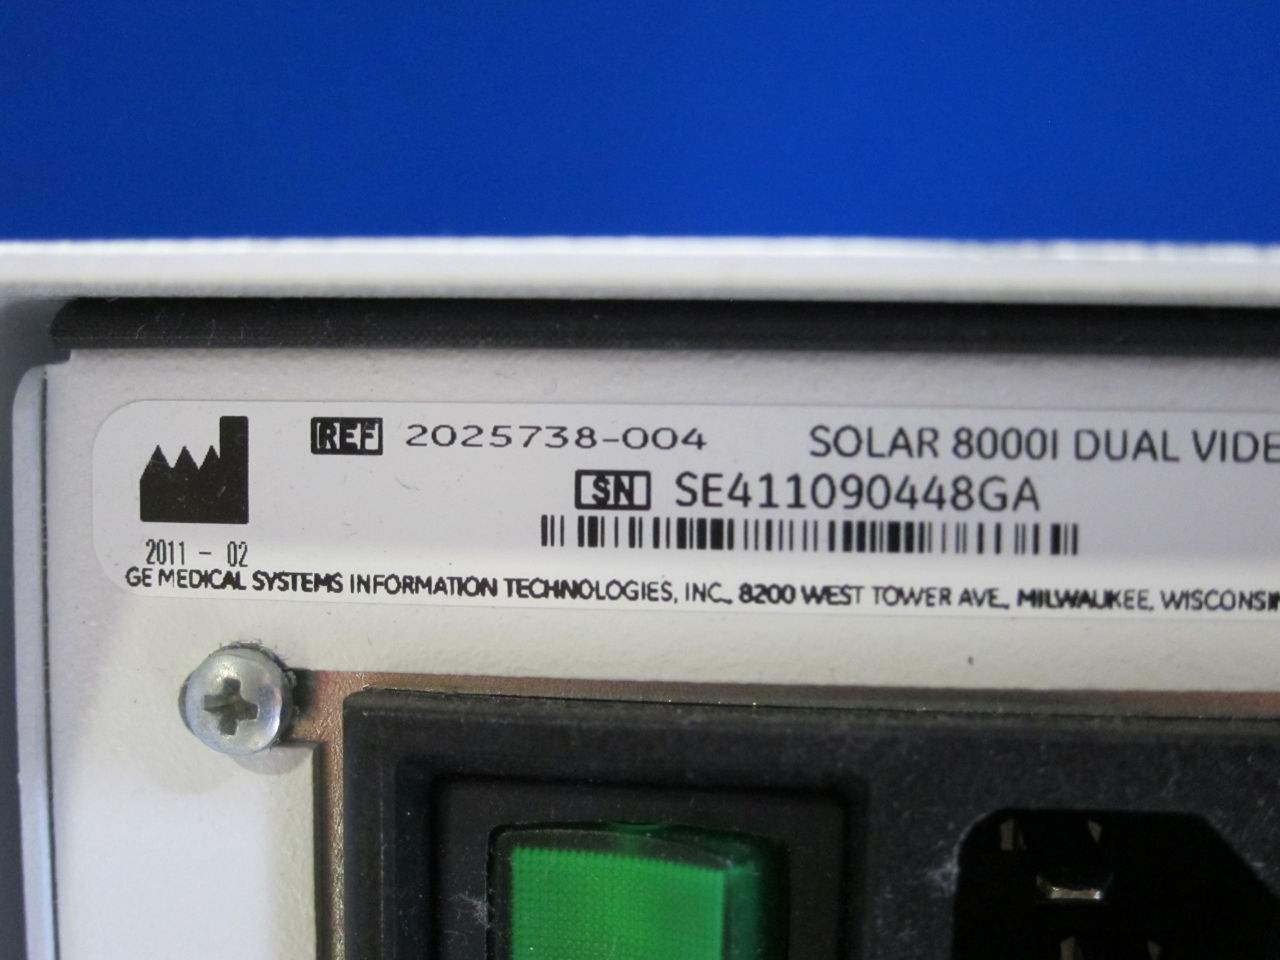 REF 2025738-004 SOLAR 8000I DUAL VIDE
SN SE411090448GA
2011 - 02
GE MEDICAL SYSTEMS INFORMATION TECHNOLOGIES, INC., 8200 WEST TOWER AVE., MILWAUKEE, WISCONSIN